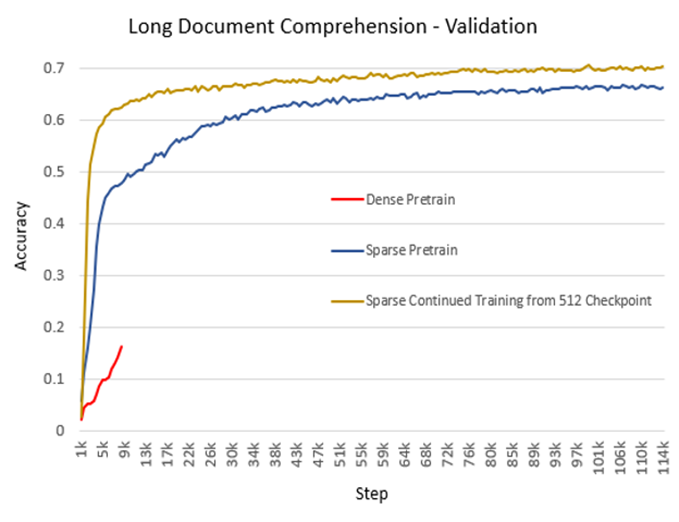 Long Document Comprehension - Validation
Accuracy
0.7
0.6
0.5
0.4
0.3
0.2
0.1
0
Dense Pretrain
Sparse Pretrain
Sparse Continued Training from 512 Checkpoint
1k 5k 9k 13k 17k 22k 26k 30k 34k 38k 43k 47k 51k 55k 59k 64k 68k 72k 76k 80k 85k 89k 93k 97k 101k 106k 110k 114k
Step